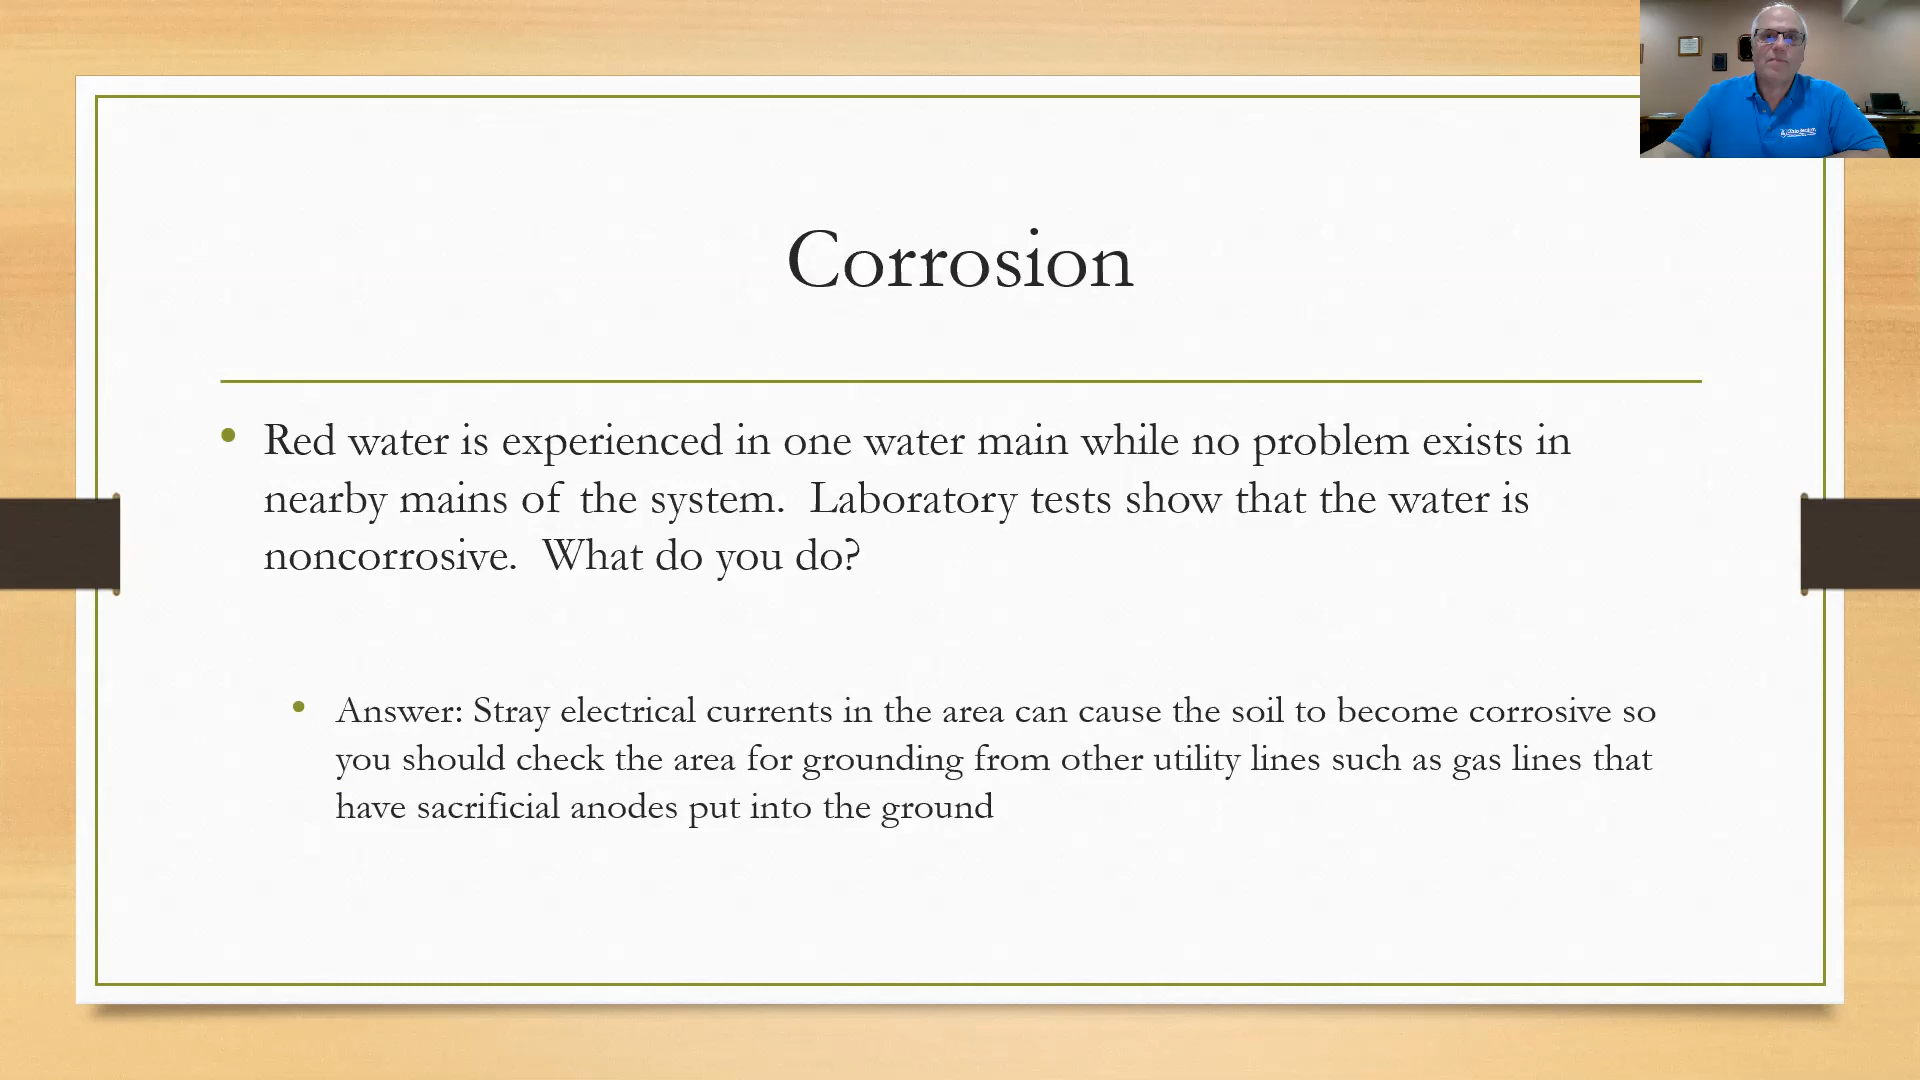 Corrosion
• Red water is experienced in one water main while no problem exists in
nearby mains of the system. Laboratory tests show that the water is
noncorrosive. What do you do?
• Answer: Stray electrical currents in the area can cause the soil to become corrosive so
you should check the area for grounding from other utility lines such as gas lines that
have sacrificial anodes put into the ground